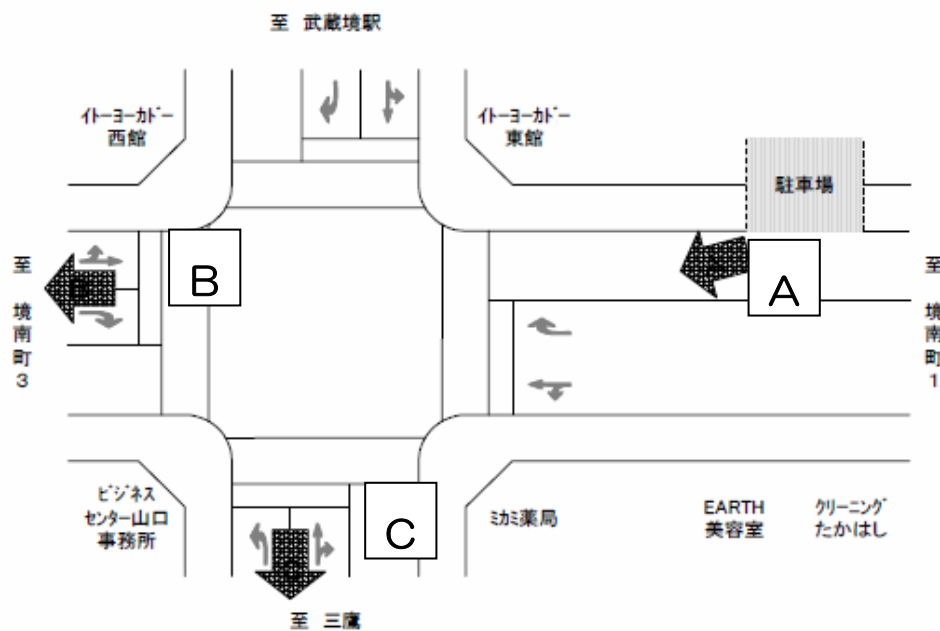 至 武蔵境駅
イトーヨーカドー
西館
イトーヨーカドー
東館
駐車場
至
境
南
町
3
B
A
至
境
南
町
1
ビジネス
センター山口
事務所
C
ミカミ薬局
EARTH
美容室
クリーニング
たかはし
至 三鷹